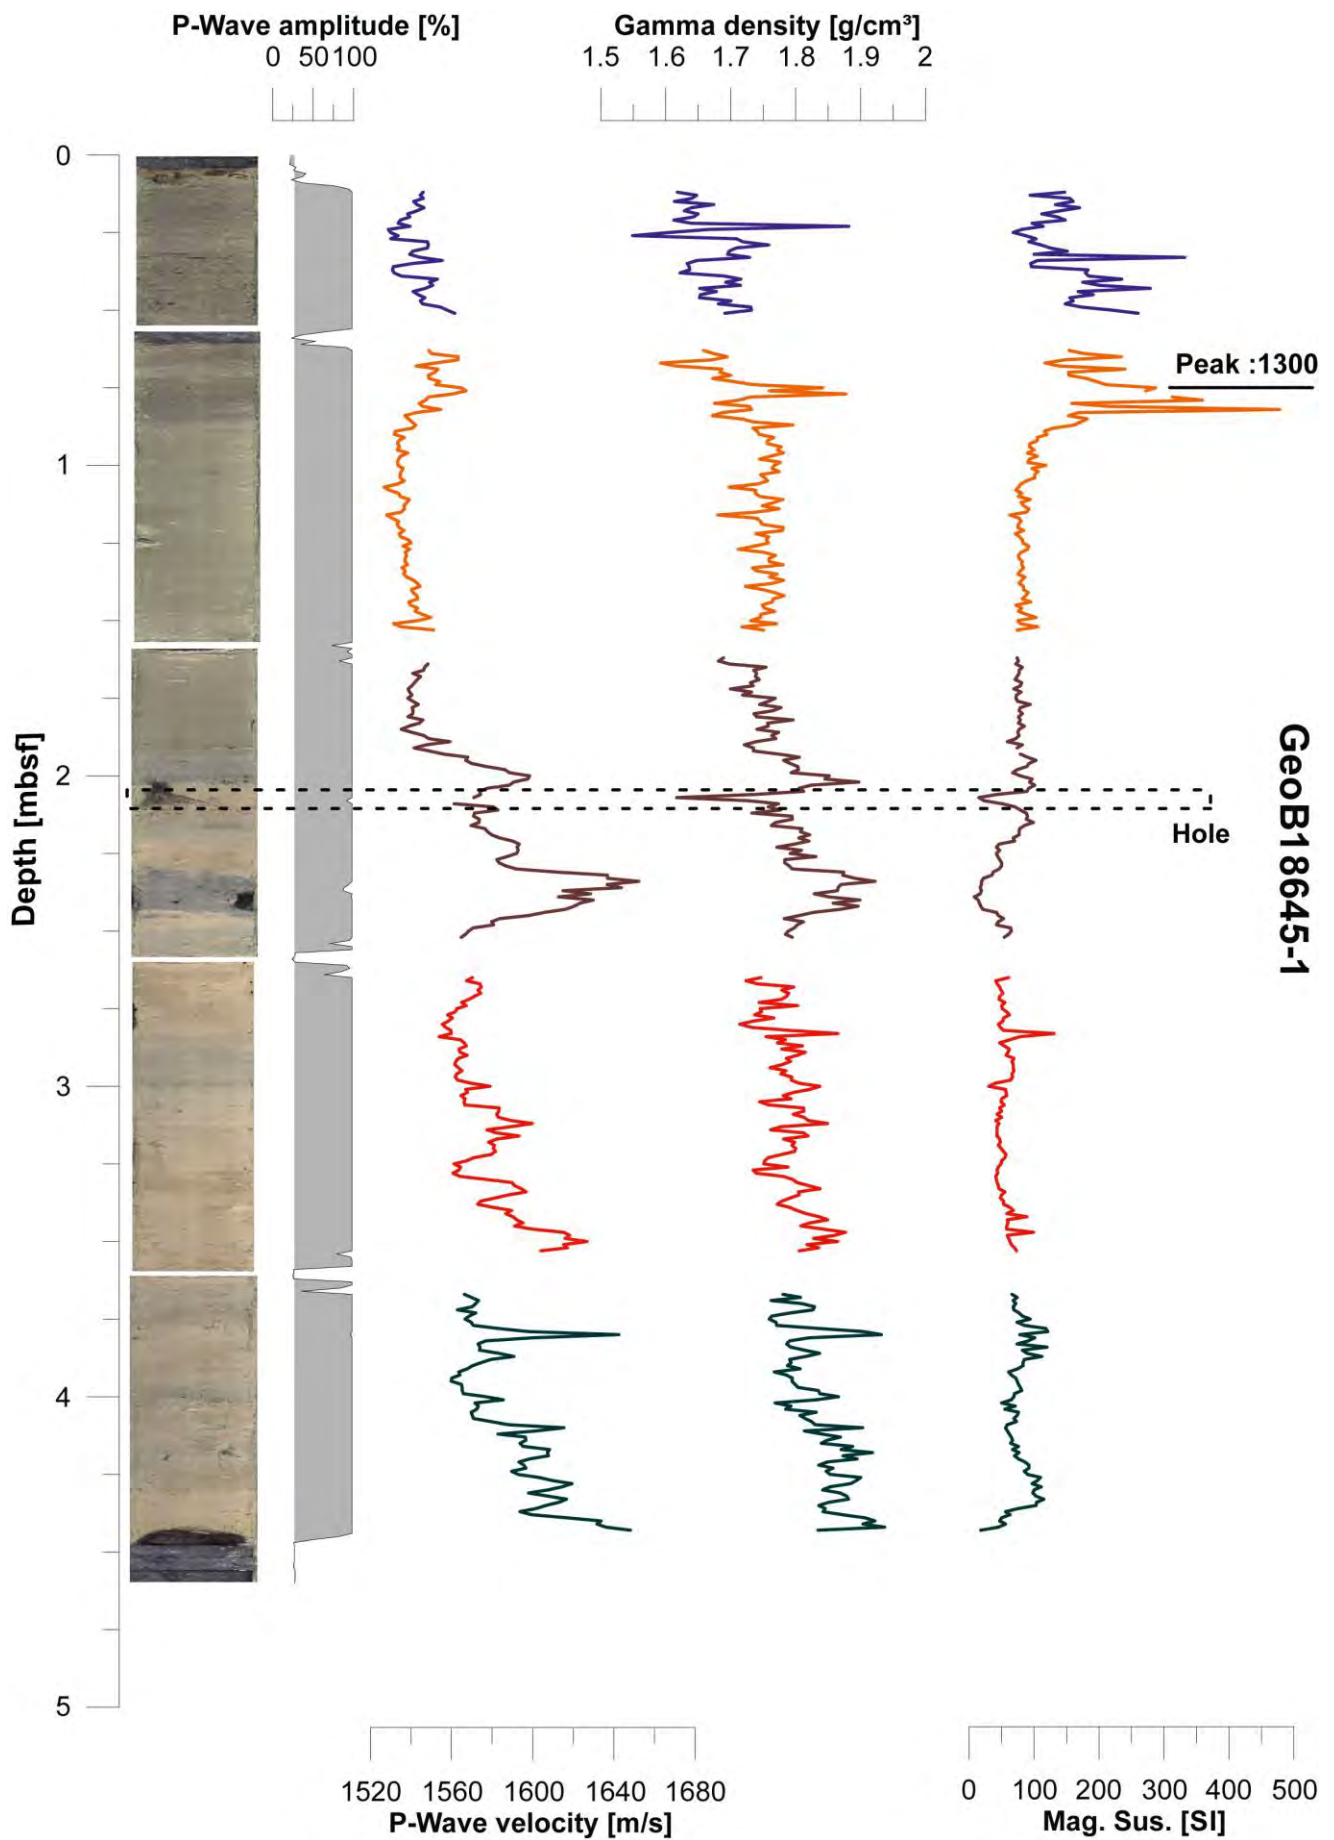 P-Wave amplitude [%]
0 50 100
Gamma density [g/cm³]
1.5 1.6 1.7 1.8 1.9 2
0
1
2
3
4
5
Depth [mbsf]
Peak :1300
Hole
GeoB18645-1
1520 1560 1600 1640 1680
P-Wave velocity [m/s]
0 100 200 300 400 500
Mag. Sus. [SI]